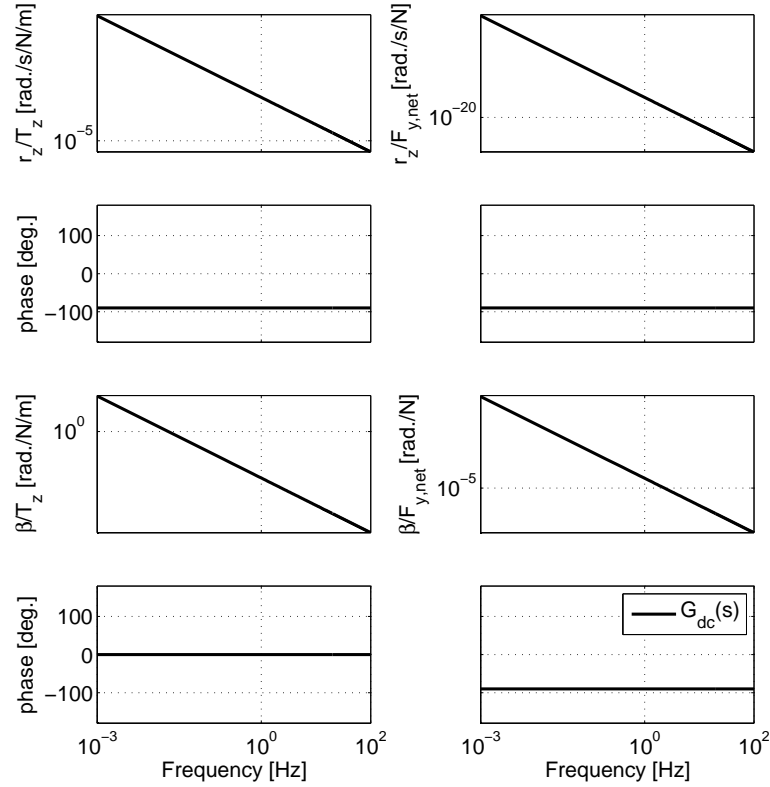 r_z/T_z [rad./s/N/m]
10^-5
r_z/F_y,net [rad./s/N]
10^-20
phase [deg.]
100
0
−100
β/T_z [rad./N/m]
10^0
β/F_y,net [rad./N]
10^-5
phase [deg.]
100
0
−100
G_dc(s)
10^-3
10^0
10^2
Frequency [Hz]
10^-3
10^0
10^2
Frequency [Hz]